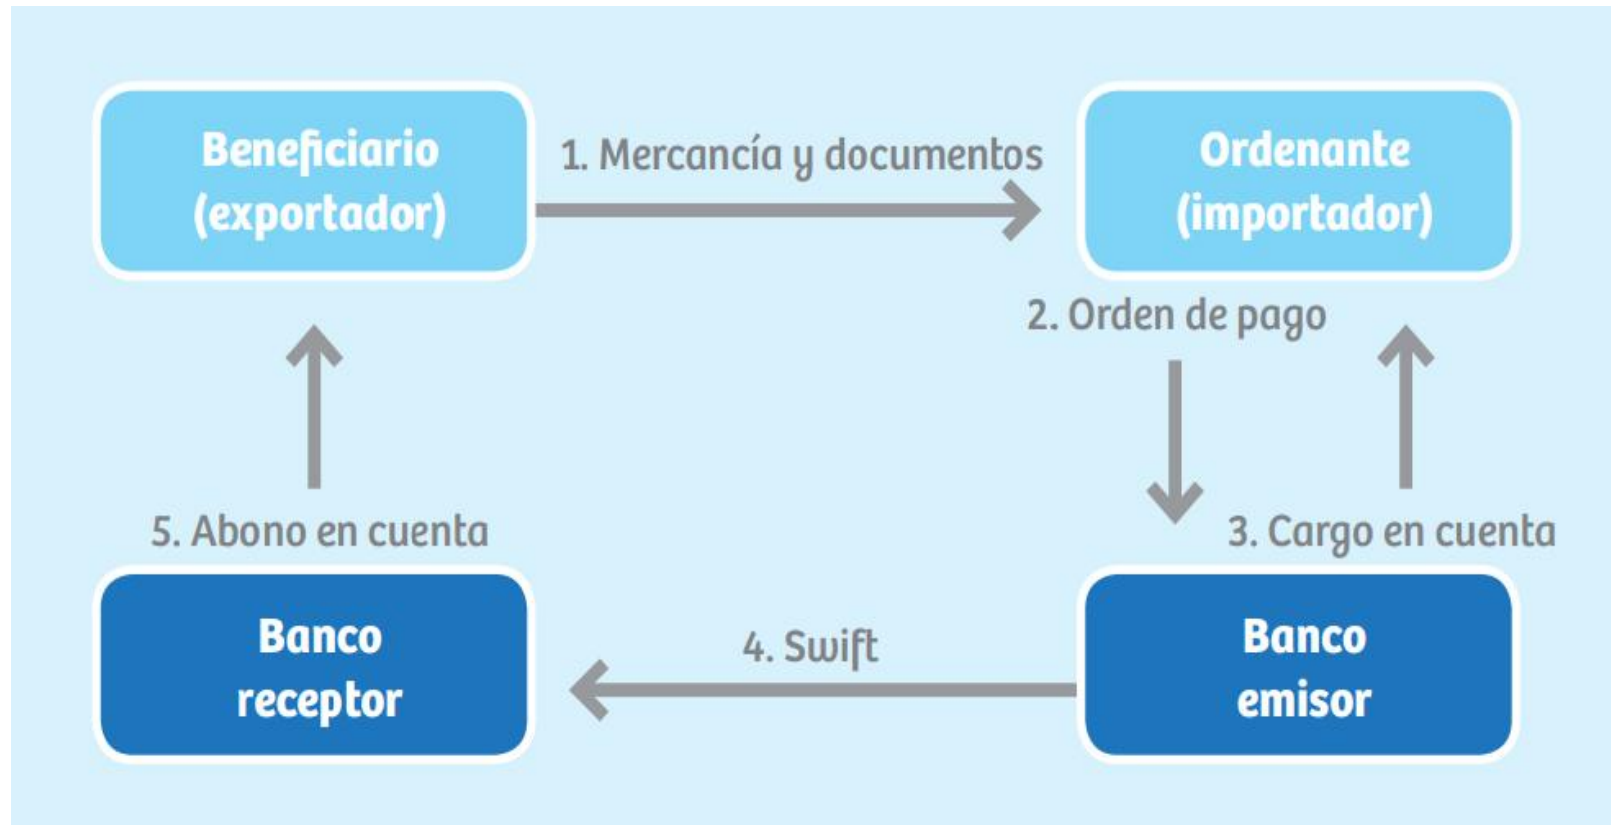 Beneficiario
(exportador)
1. Mercancía y documentos
Ordenante
(importador)
2. Orden de pago
5. Abono en cuenta
3. Cargo en cuenta
Banco
receptor
4. Swift
Banco
emisor